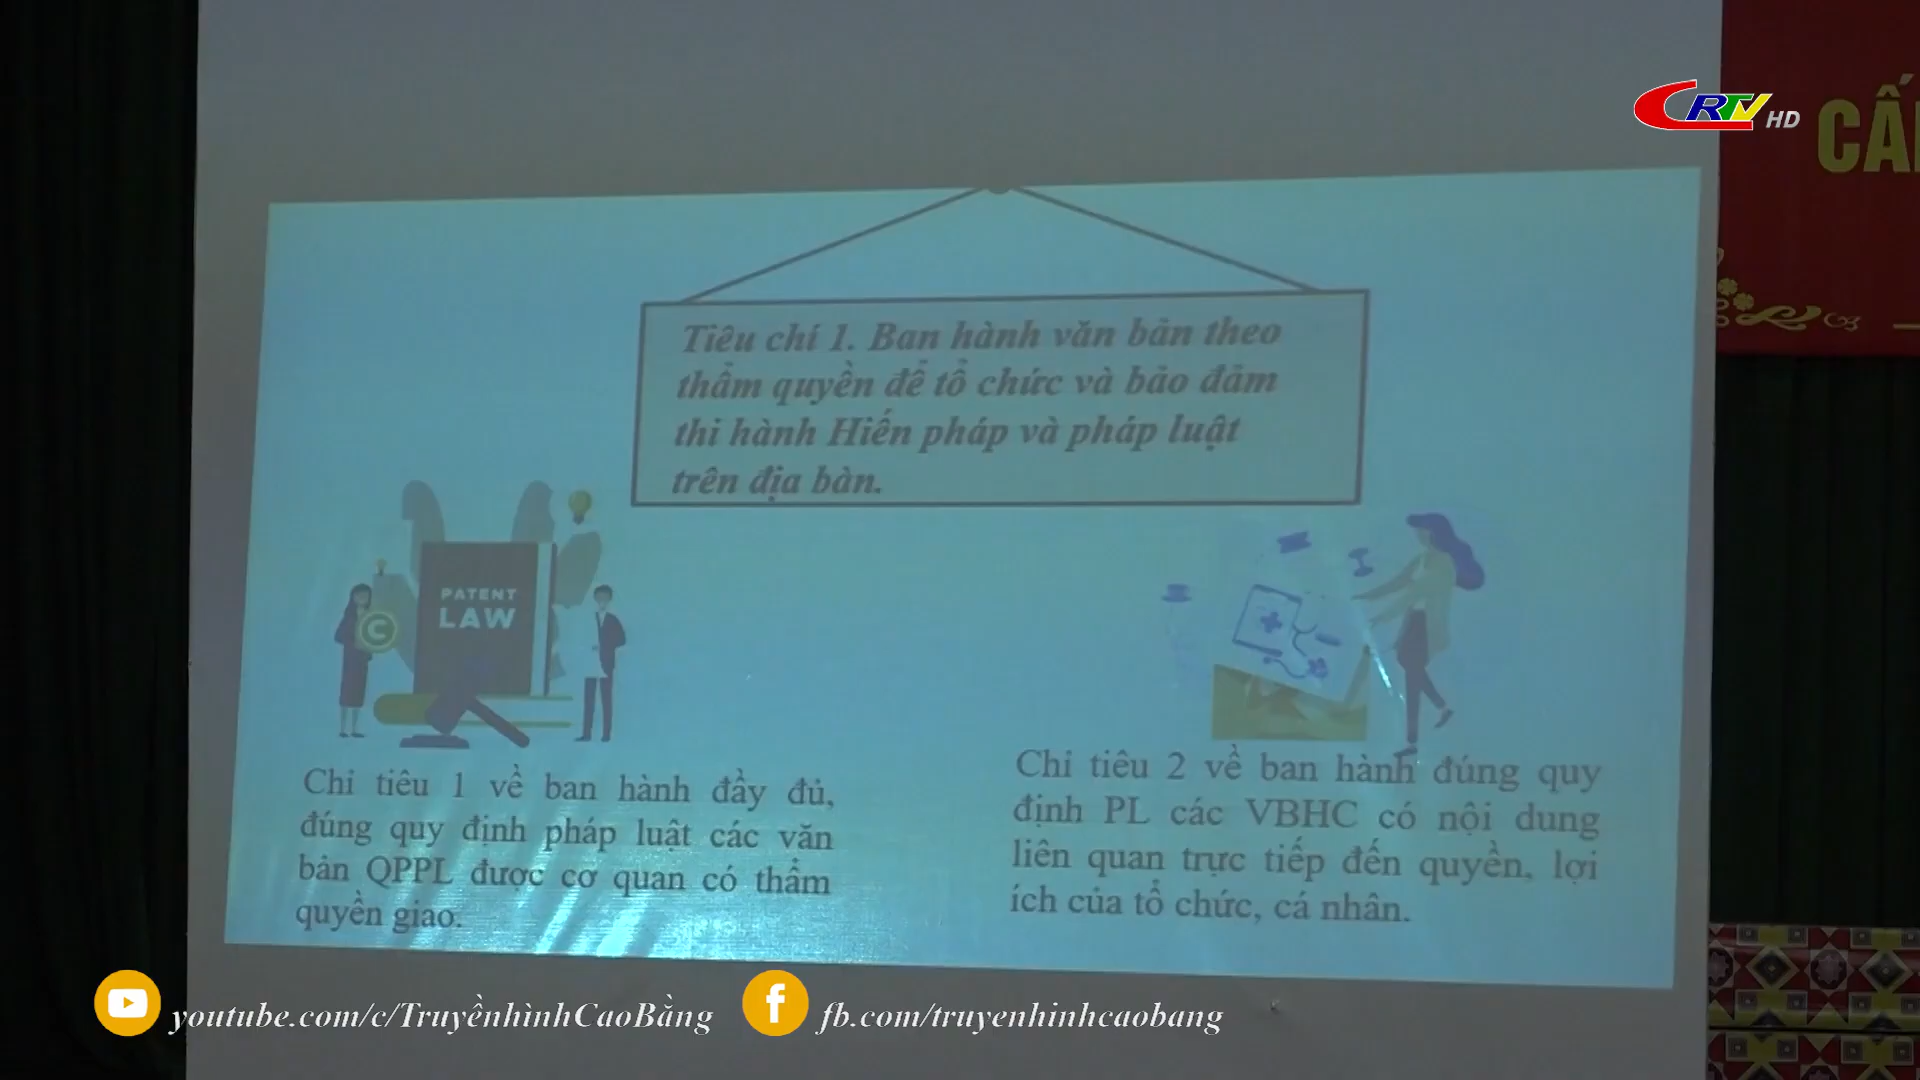 CRTV HD
CẤ
Tiêu chí 1. Ban hành văn bản theo
thẩm quyền để tổ chức và bảo đảm
thi hành Hiến pháp và pháp luật
trên địa bàn.
PATENT
LAW
C
Chỉ tiêu 1 về ban hành đầy đủ,
đúng quy định pháp luật các văn
bản QPPL được cơ quan có thẩm
quyền giao.
Chỉ tiêu 2 về ban hành đúng quy
định PL các VBHC có nội dung
liên quan trực tiếp đến quyền, lợi
ích của tổ chức, cá nhân.
youtube.com/c/TruyềnhìnhCaoBằng
fb.com/truyenhinhcaobang